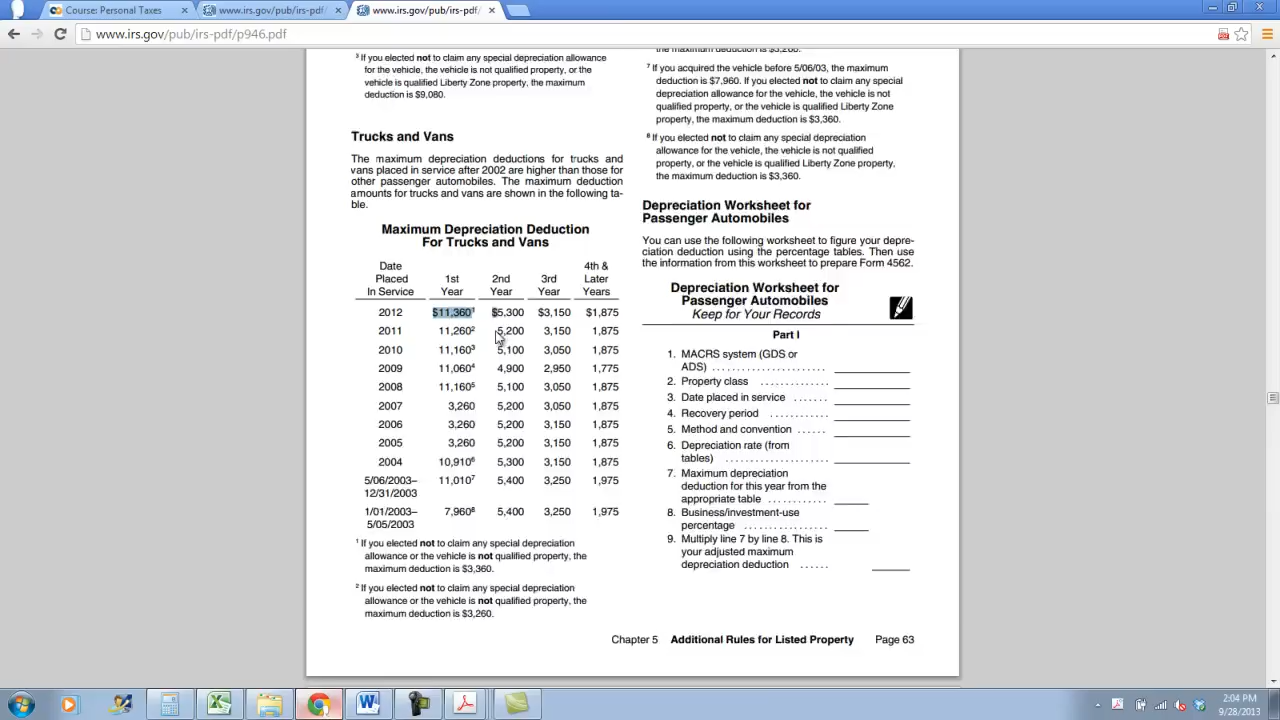 Course: Personal Taxes
www.irs.gov/pub/irs-pdf/
www.irs.gov/pub/irs-pdf/
www.irs.gov/pub/irs-pdf/p946.pdf
³ If you elected not to claim any special depreciation allowance
for the vehicle, the vehicle is not qualified property, or the
vehicle is qualified Liberty Zone property, the maximum
deduction is $9,080.
Trucks and Vans
The maximum depreciation deductions for trucks and
vans placed in service after 2002 are higher than those for
other passenger automobiles. The maximum deduction
amounts for trucks and vans are shown in the following ta-
ble.
Maximum Depreciation Deduction
For Trucks and Vans
Date Placed In Service 1st Year 2nd Year 3rd Year 4th & Later Years
2012 $11,360¹ $5,300 $3,150 $1,875
2011 11,260² 5,200 3,150 1,875
2010 11,160³ 5,100 3,050 1,875
2009 11,060⁴ 4,900 2,950 1,775
2008 11,160⁵ 5,100 3,050 1,875
2007 3,260 5,200 3,050 1,875
2006 3,260 5,200 3,150 1,875
2005 3,260 5,200 3,150 1,875
2004 10,910⁶ 5,300 3,150 1,875
5/06/2003– 11,010⁷ 5,400 3,250 1,975
12/31/2003
1/01/2003– 7,960⁸ 5,400 3,250 1,975
5/05/2003
¹ If you elected not to claim any special depreciation
allowance or the vehicle is not qualified property, the
maximum deduction is $3,360.
² If you elected not to claim any special depreciation
allowance or the vehicle is not qualified property, the
maximum deduction is $3,260.
the maximum deduction is $3,260.
⁷ If you acquired the vehicle before 5/06/03, the maximum
deduction is $7,960. If you elected not to claim any special
depreciation allowance for the vehicle, the vehicle is not
qualified property, or the vehicle is qualified Liberty Zone
property, the maximum deduction is $3,360.
⁸ If you elected not to claim any special depreciation
allowance for the vehicle, the vehicle is not qualified
property, or the vehicle is qualified Liberty Zone property,
the maximum deduction is $3,360.
Depreciation Worksheet for
Passenger Automobiles
You can use the following worksheet to figure your depre-
ciation deduction using the percentage tables. Then use
the information from this worksheet to prepare Form 4562.
Depreciation Worksheet for
Passenger Automobiles
Keep for Your Records
Part I
1. MACRS system (GDS or
ADS) . . . . . . . . . . . . . . . . . . . . . .
2. Property class . . . . . . . . . . . . .
3. Date placed in service . . . . . .
4. Recovery period . . . . . . . . . . .
5. Method and convention . . . . . .
6. Depreciation rate (from
tables) . . . . . . . . . . . . . . . . . . . .
7. Maximum depreciation
deduction for this year from the
appropriate table . . . . . . . . . . .
8. Business/investment-use
percentage . . . . . . . . . . . . . . . .
9. Multiply line 7 by line 8. This is
your adjusted maximum
depreciation deduction . . . . . .
Chapter 5 Additional Rules for Listed Property Page 63
2:04 PM
9/28/2013